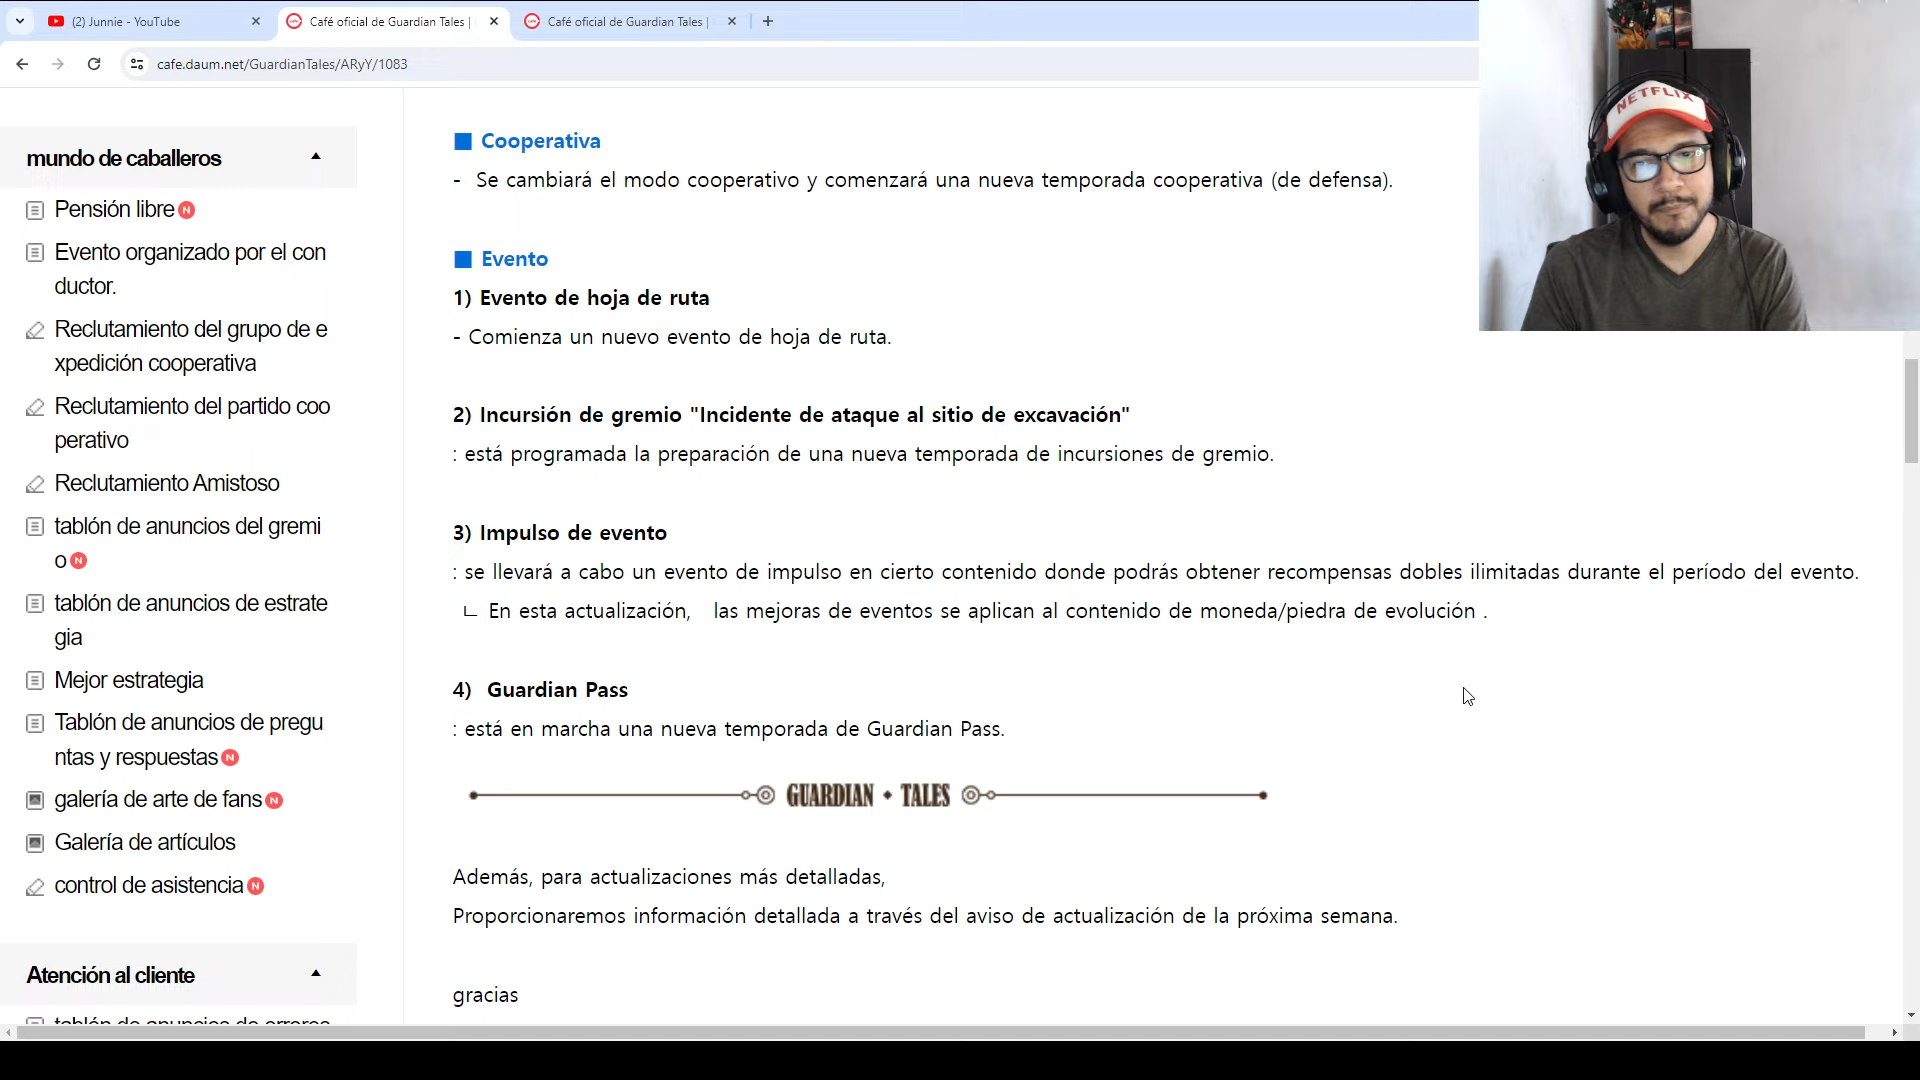 (2) Junnie - YouTube
Café oficial de Guardian Tales |
Café oficial de Guardian Tales |
cafe.daum.net/GuardianTales/ARyY/1083
NETFLIX
mundo de caballeros
Pensión libre N
Evento organizado por el con
ductor.
Reclutamiento del grupo de e
xpedición cooperativa
Reclutamiento del partido coo
perativo
Reclutamiento Amistoso
tablón de anuncios del gremi
o N
tablón de anuncios de estrate
gia
Mejor estrategia
Tablón de anuncios de pregu
ntas y respuestas N
galería de arte de fans N
Galería de artículos
control de asistencia N
Atención al cliente
tablón de anuncios de errores
■ Cooperativa
- Se cambiará el modo cooperativo y comenzará una nueva temporada cooperativa (de defensa).
■ Evento
1) Evento de hoja de ruta
- Comienza un nuevo evento de hoja de ruta.
2) Incursión de gremio "Incidente de ataque al sitio de excavación"
: está programada la preparación de una nueva temporada de incursiones de gremio.
3) Impulso de evento
: se llevará a cabo un evento de impulso en cierto contenido donde podrás obtener recompensas dobles ilimitadas durante el período del evento.
ㄴ En esta actualización, las mejoras de eventos se aplican al contenido de moneda/piedra de evolución .
4) Guardian Pass
: está en marcha una nueva temporada de Guardian Pass.
GUARDIAN ◆ TALES
Además, para actualizaciones más detalladas,
Proporcionaremos información detallada a través del aviso de actualización de la próxima semana.
gracias